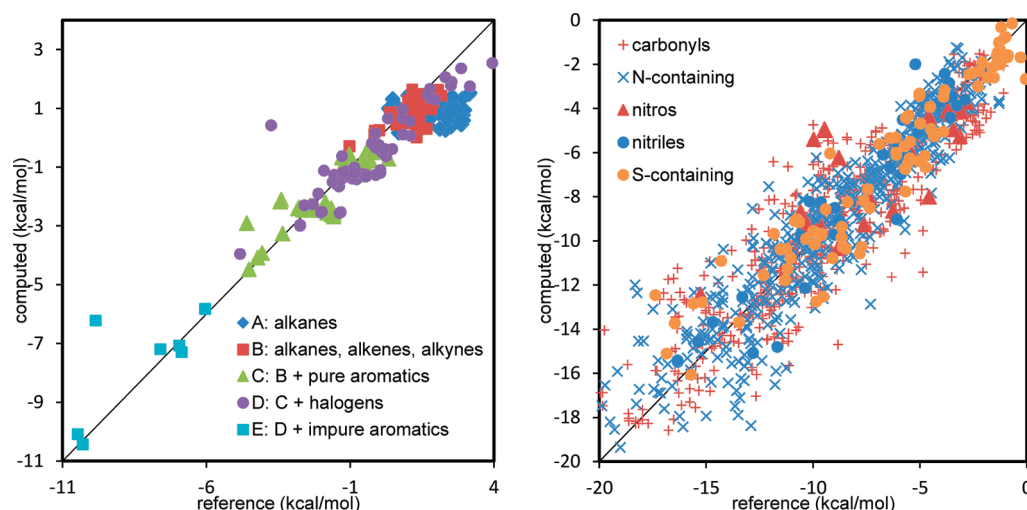 3
1
-1
-3
-5
-7
-9
-11
computed (kcal/mol)
A: alkanes
B: alkanes, alkenes, alkynes
C: B + pure aromatics
D: C + halogens
E: D + impure aromatics
-11 -6 -1 4
reference (kcal/mol)
0
-2
-4
-6
-8
-10
-12
-14
-16
-18
-20
computed (kcal/mol)
carbonyls
N-containing
nitros
nitriles
S-containing
-20 -15 -10 -5 0
reference (kcal/mol)